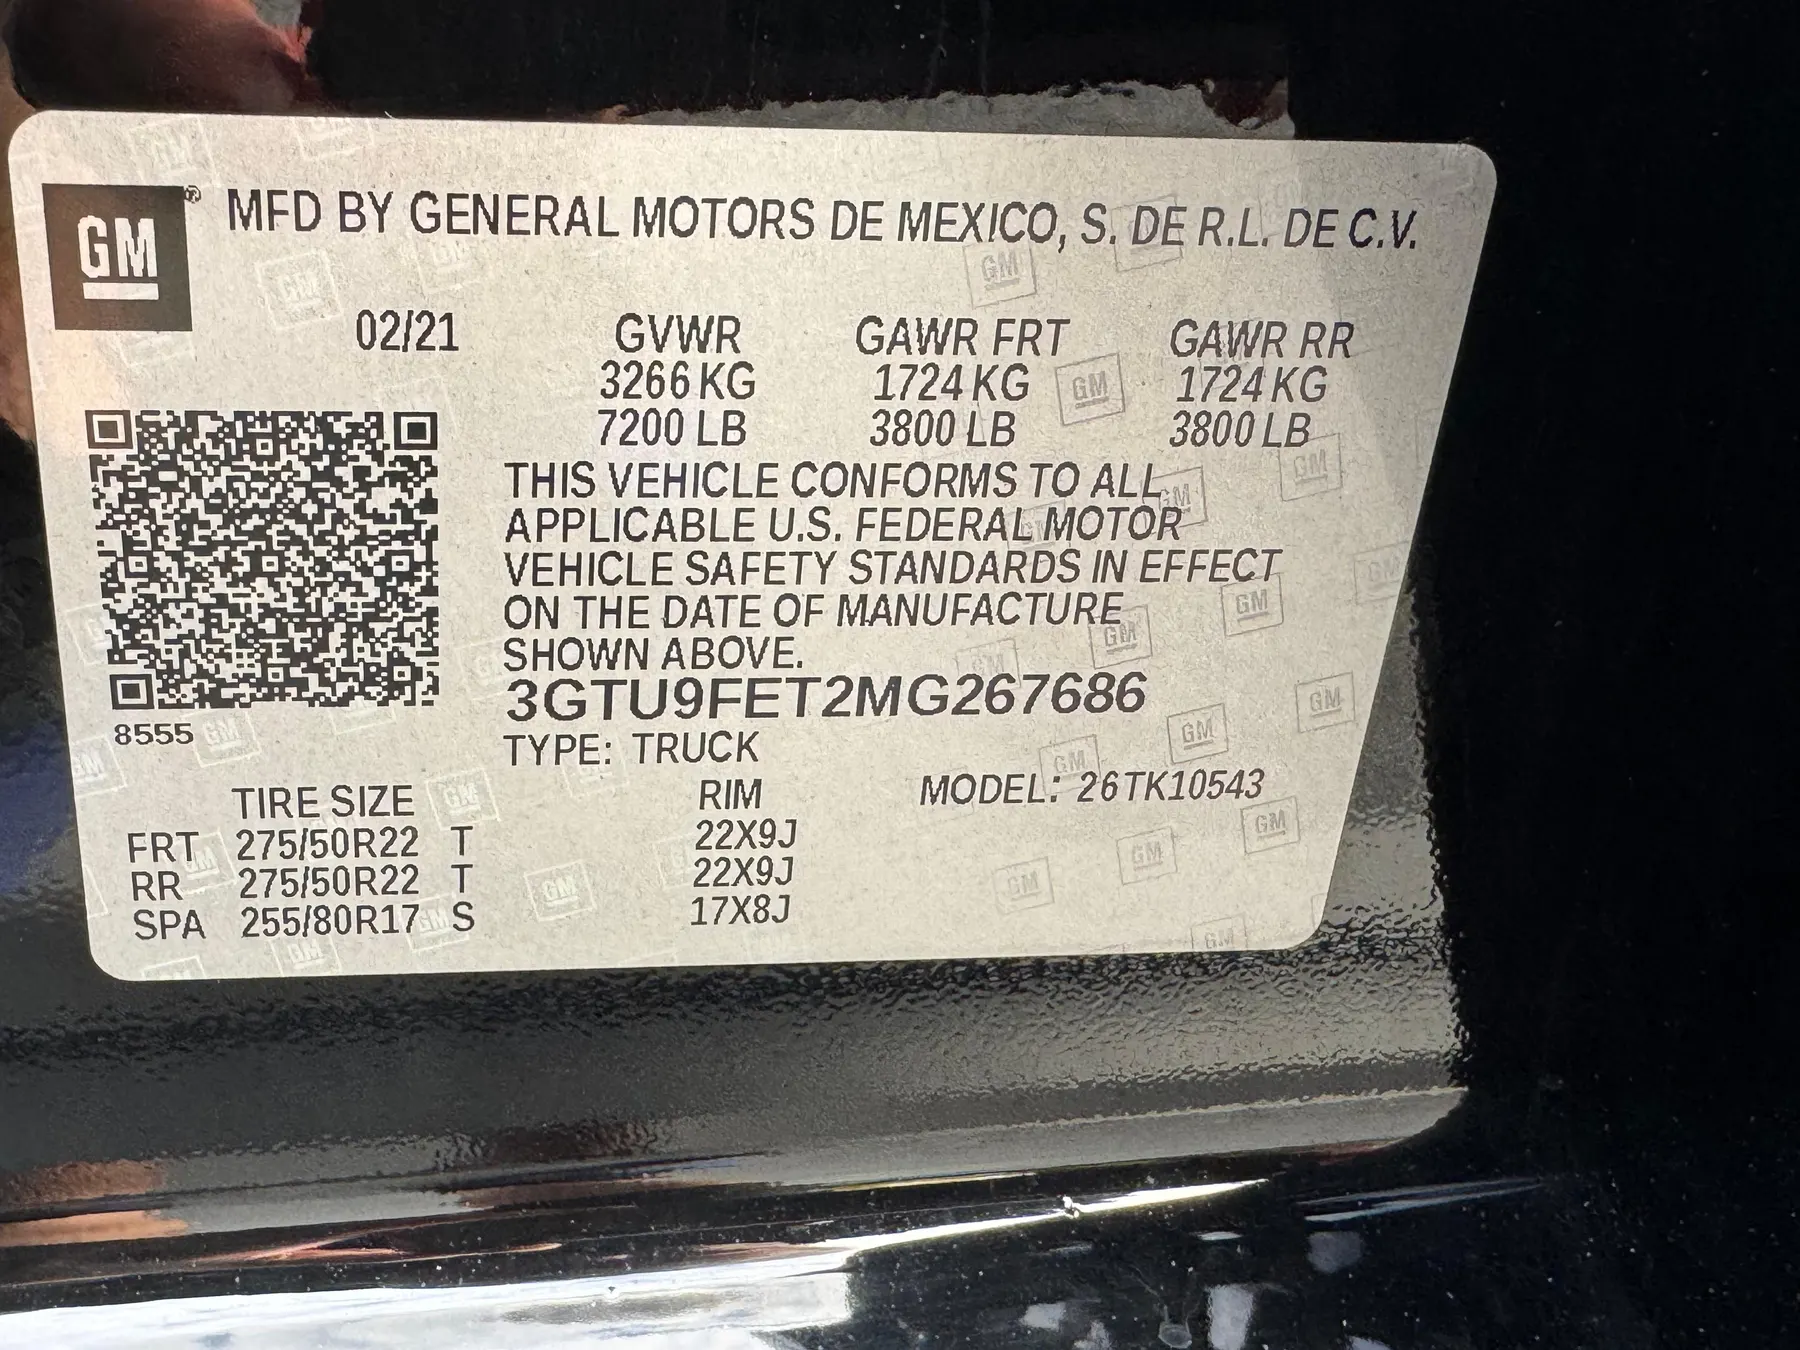 GM® MFD BY GENERAL MOTORS DE MEXICO, S. DE R.L. DE C.V.
02/21 GVWR GAWR FRT GAWR RR
3266 KG 1724 KG 1724 KG
7200 LB 3800 LB 3800 LB
THIS VEHICLE CONFORMS TO ALL
APPLICABLE U.S. FEDERAL MOTOR
VEHICLE SAFETY STANDARDS IN EFFECT
ON THE DATE OF MANUFACTURE
SHOWN ABOVE.
3GTU9FET2MG267686
8555
TYPE: TRUCK
TIRE SIZE RIM MODEL: 26TK10543
FRT 275/50R22 T 22X9J
RR 275/50R22 T 22X9J
SPA 255/80R17 S 17X8J